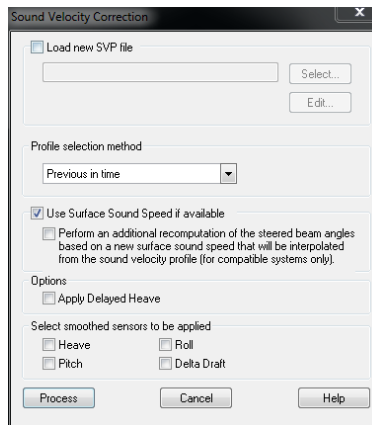 Sound Velocity Correction
x
Load new SVP file
Select...
Edit...
Profile selection method
Previous in time
Use Surface Sound Speed if available
Perform an additional recomputation of the steered beam angles
based on a new surface sound speed that will be interpolated
from the sound velocity profile (for compatible systems only).
Options
Apply Delayed Heave
Select smoothed sensors to be applied
Heave Roll
Pitch Delta Draft
Process Cancel Help